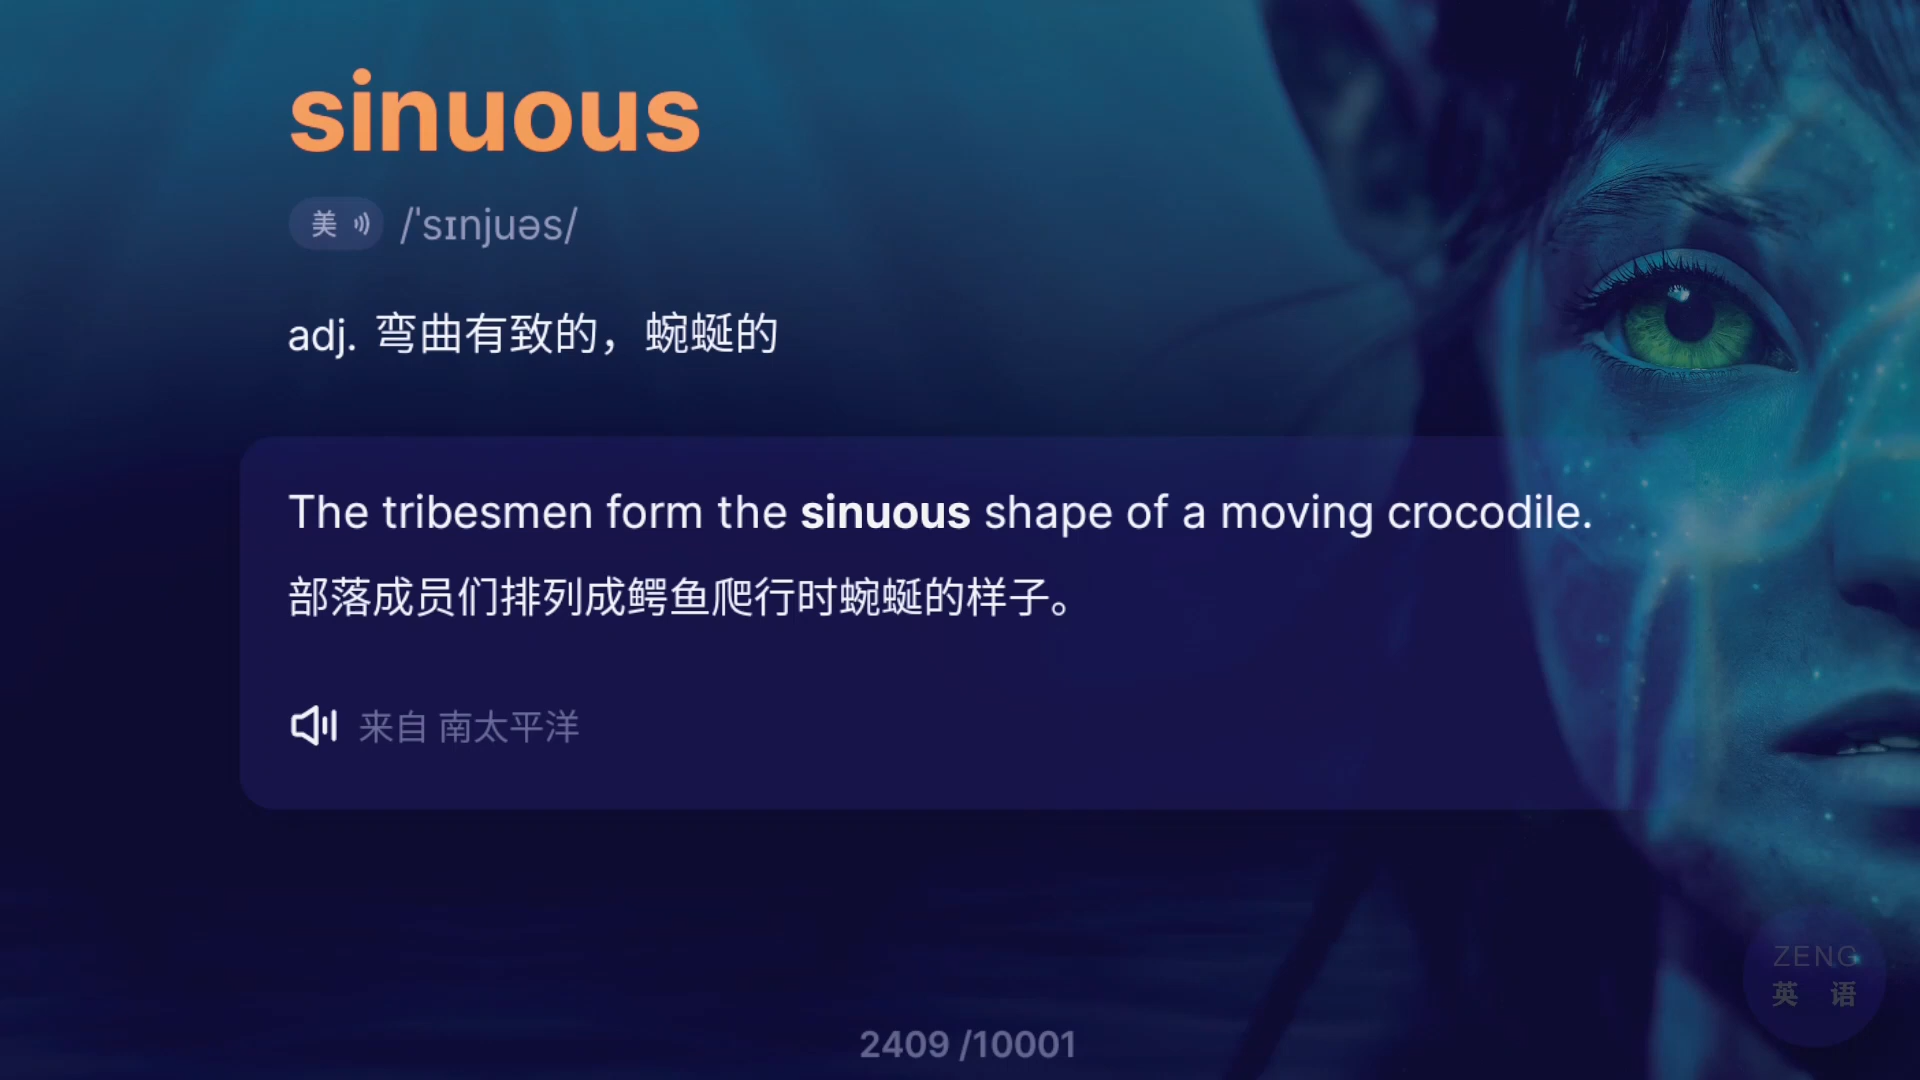 sinuous
美 /ˈsɪnjuəs/
adj. 弯曲有致的，蜿蜒的
The tribesmen form the sinuous shape of a moving crocodile.
部落成员们排列成鳄鱼爬行时蜿蜒的样子。
来自 南太平洋
ZENG
英 语
2409 /10001